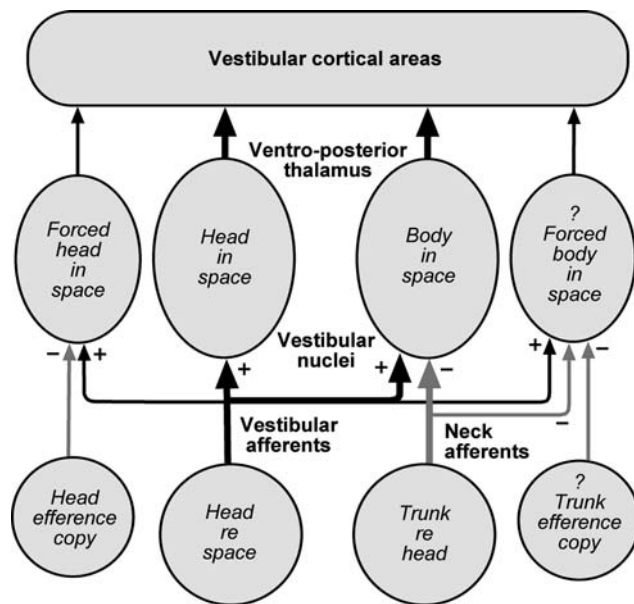 Vestibular cortical areas
Ventro-posterior
thalamus
Forced
head
in
space
Head
in
space
Body
in
space
?
Forced
body
in
space
Vestibular
nuclei
–
+
+
+
–
+
–
Vestibular
afferents
Neck
afferents
–
Head
efference
copy
Head
re
space
Trunk
re
head
?
Trunk
efference
copy